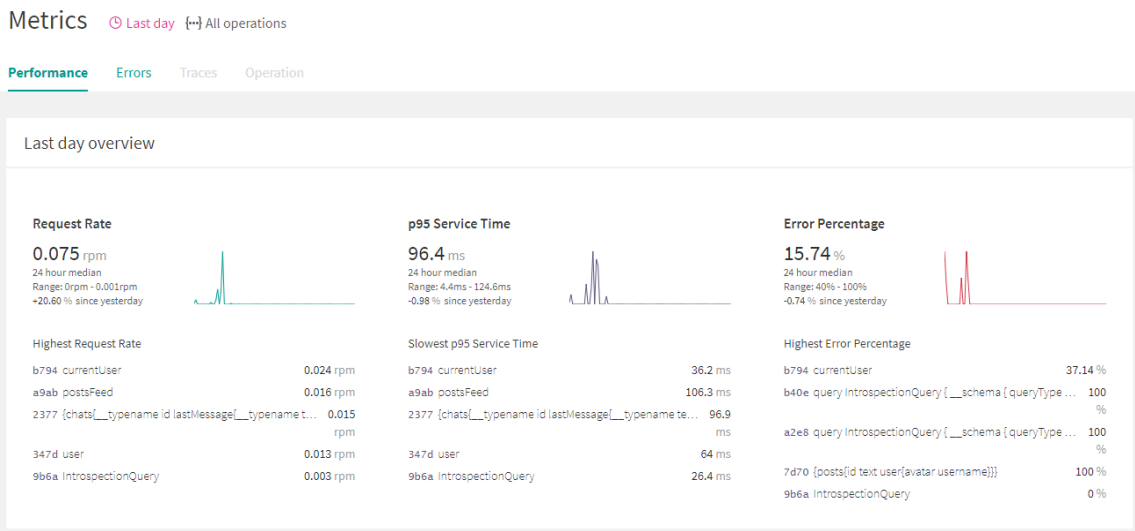 Metrics Last day {···} All operations
Performance Errors Traces Operation
Last day overview
Request Rate
0.075 rpm
24 hour median
Range: 0rpm - 0.001rpm
+20.60 % since yesterday
Highest Request Rate
b794 currentUser 0.024 rpm
a9ab postsFeed 0.016 rpm
2377 {chats{__typename id lastMessage{__typename t... 0.015
rpm
347d user 0.013 rpm
9b6a IntrospectionQuery 0.003 rpm
p95 Service Time
96.4 ms
24 hour median
Range: 4.4ms - 124.6ms
-0.98 % since yesterday
Slowest p95 Service Time
b794 currentUser 36.2 ms
a9ab postsFeed 106.3 ms
2377 {chats{__typename id lastMessage{__typename te... 96.9
ms
347d user 64 ms
9b6a IntrospectionQuery 26.4 ms
Error Percentage
15.74 %
24 hour median
Range: 40% - 100%
-0.74 % since yesterday
Highest Error Percentage
b794 currentUser 37.14 %
b40e query IntrospectionQuery { __schema { queryType ... 100
%
a2e8 query IntrospectionQuery { __schema { queryType ... 100
%
7d70 {posts{id text user{avatar username}}} 100 %
9b6a IntrospectionQuery 0 %